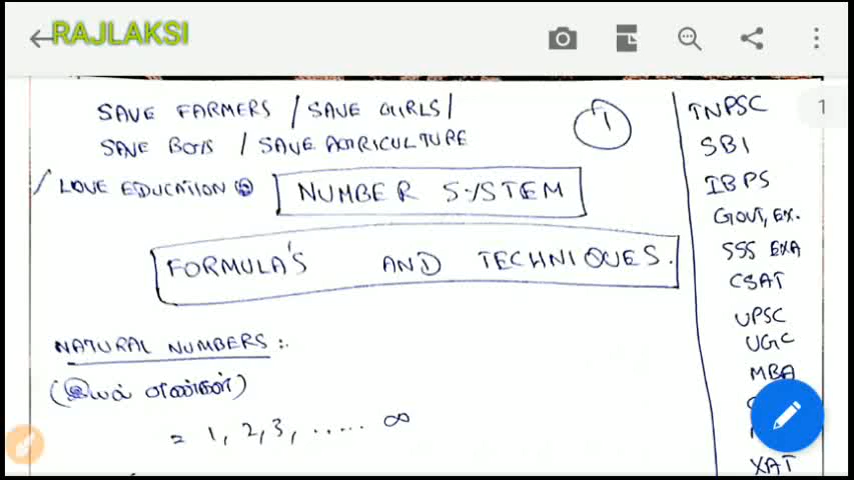 RAJLAKSI
1
SAVE FARMERS / SAVE GIRLS /
SAVE BOYS / SAVE AGRICULTURE
/ LOVE EDUCATION
1
NUMBER SYSTEM
FORMULA'S AND TECHNIQUES.
NATURAL NUMBERS :.
(இயல் எண்கள்)
= 1, 2, 3, ..... ∞
TNPSC
SBI
IBPS
GOVT, EX.
SSS EXA
CSAT
UPSC
UGC
MBA
XAT